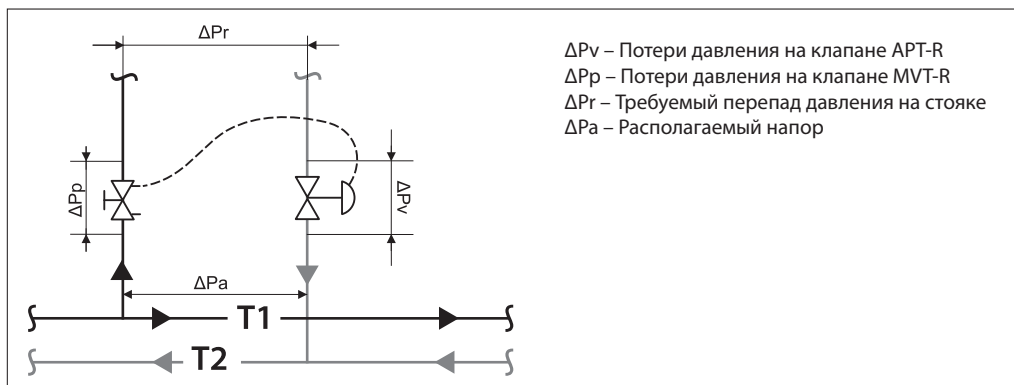 ΔPr
ΔPv – Потери давления на клапане APT-R
ΔPp – Потери давления на клапане MVT-R
ΔPr – Требуемый перепад давления на стояке
ΔPa – Располагаемый напор
ΔPp
ΔPv
ΔPa
T1
T2